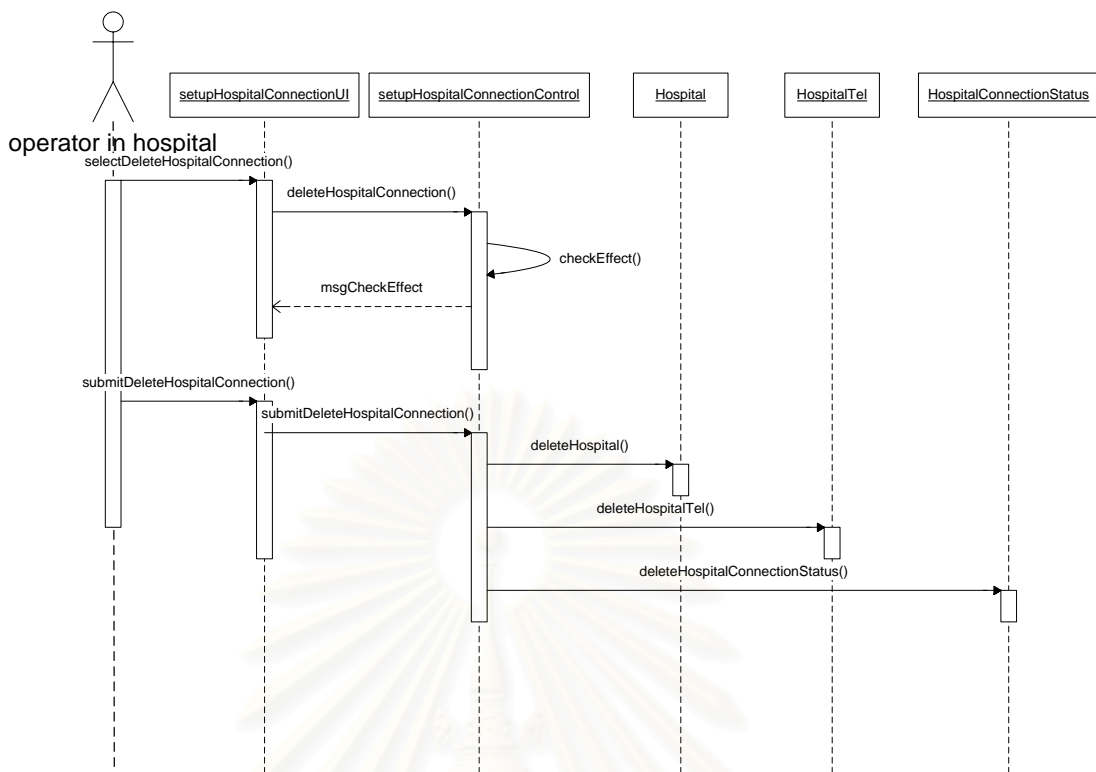 setupHospitalConnectionUI
setupHospitalConnectionControl
Hospital
HospitalTel
HospitalConnectionStatus
operator in hospital
selectDeleteHospitalConnection()
deleteHospitalConnection()
checkEffect()
msgCheckEffect
submitDeleteHospitalConnection()
submitDeleteHospitalConnection()
deleteHospital()
deleteHospitalTel()
deleteHospitalConnectionStatus()